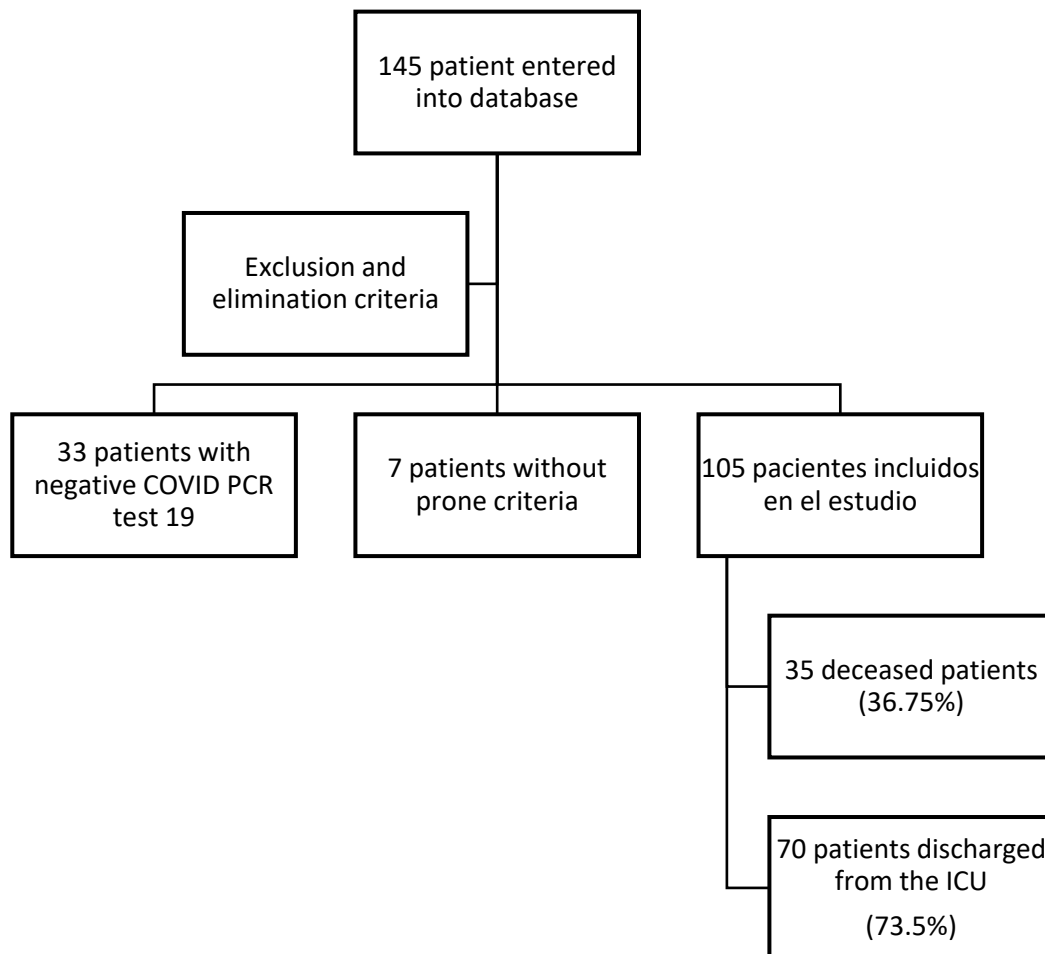 145 patient entered
into database
Exclusion and
elimination criteria
33 patients with
negative COVID PCR
test 19
7 patients without
prone criteria
105 pacientes incluidos
en el estudio
35 deceased patients
(36.75%)
70 patients discharged
from the ICU
(73.5%)